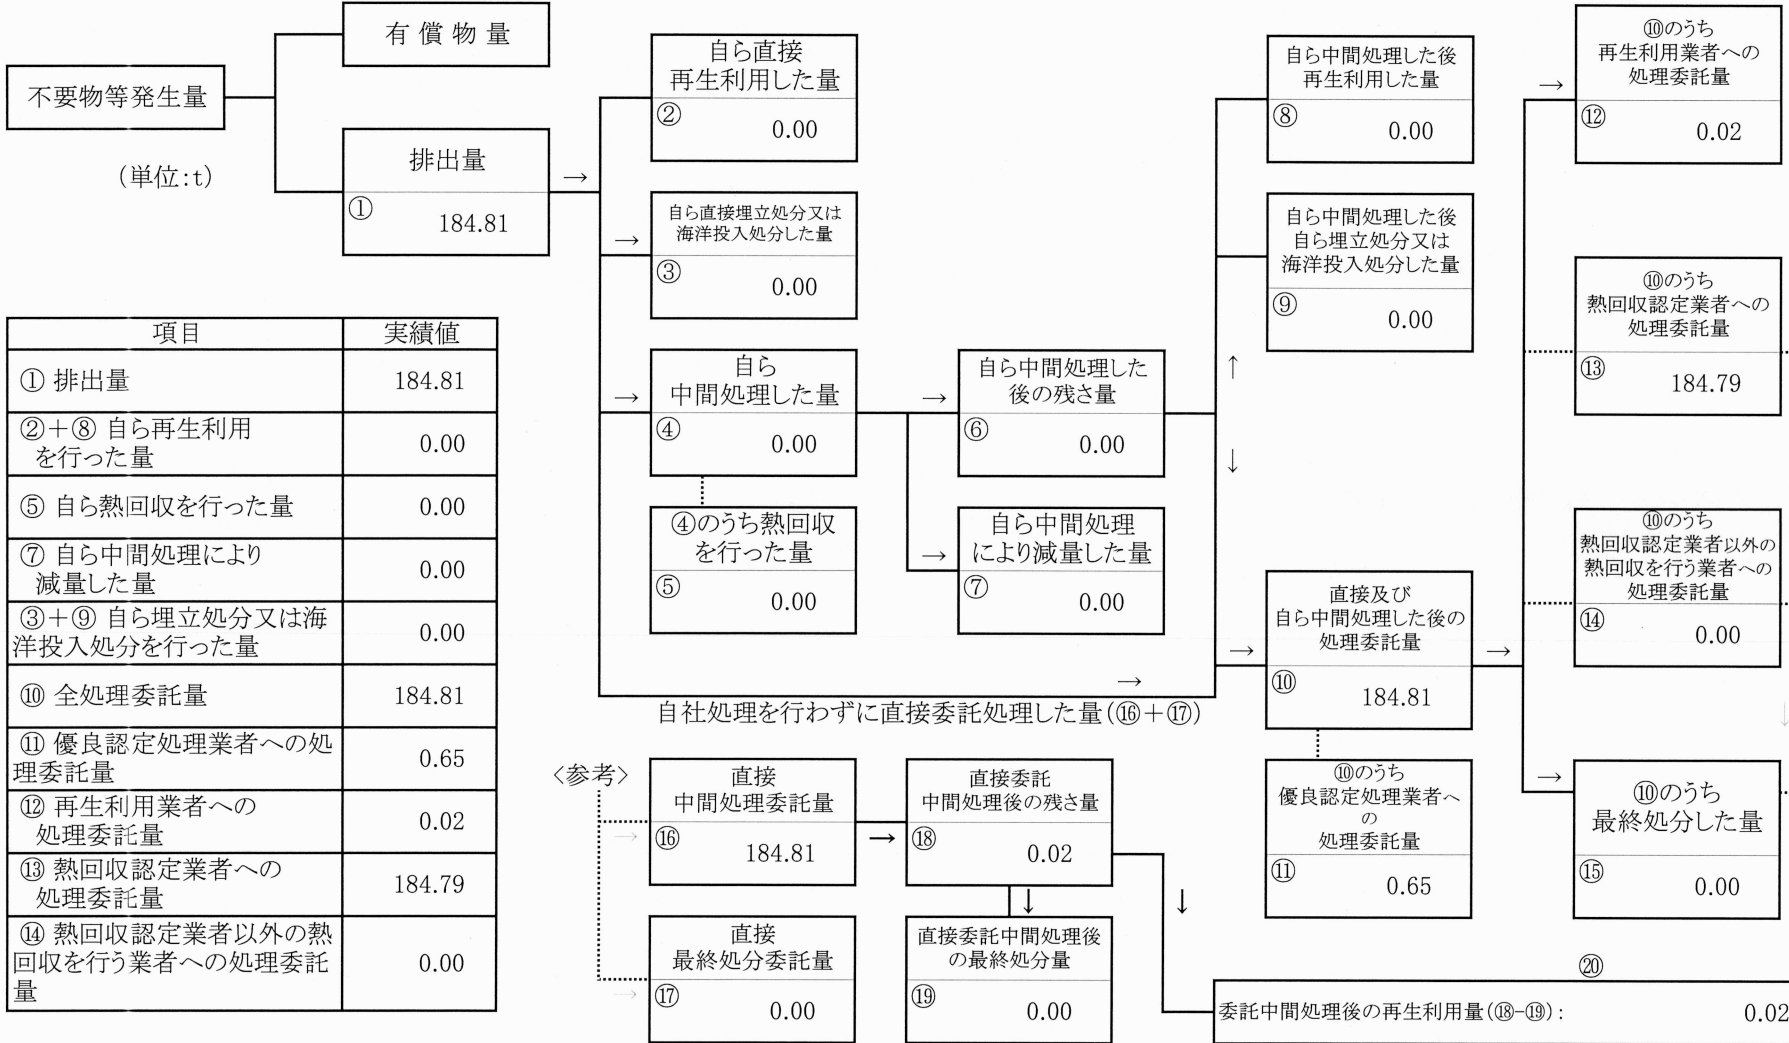 有償物量
不要物等発生量
(単位:t)
排出量
①
184.81
→
自ら直接
再生利用した量
②
0.00
→
自ら直接埋立処分又は
海洋投入処分した量
③
0.00
→
自ら
中間処理した量
④
0.00
④のうち熱回収
を行った量
⑤
0.00
→
自ら中間処理した
後の残さ量
⑥
0.00
→
自ら中間処理
により減量した量
⑦
0.00
↑
↓
自ら中間処理した後
再生利用した量
⑧
0.00
自ら中間処理した後
自ら埋立処分又は
海洋投入処分した量
⑨
0.00
→
自社処理を行わずに直接委託処理した量(⑯+⑰)
→
直接及び
自ら中間処理した後の
処理委託量
⑩
184.81
→
⑩のうち
優良認定処理業者へ
の
処理委託量
⑪
0.65
→
⑩のうち
再生利用業者への
処理委託量
⑫
0.02
⑩のうち
熱回収認定業者への
処理委託量
⑬
184.79
⑩のうち
熱回収認定業者以外の
熱回収を行う業者への
処理委託量
⑭
0.00
↓
→
⑩のうち
最終処分した量
⑮
0.00
項目 実績値
① 排出量 184.81
②+⑧ 自ら再生利用
を行った量 0.00
⑤ 自ら熱回収を行った量 0.00
⑦ 自ら中間処理により
減量した量 0.00
③+⑨ 自ら埋立処分又は海
洋投入処分を行った量 0.00
⑩ 全処理委託量 184.81
⑪ 優良認定処理業者への処
理委託量 0.65
⑫ 再生利用業者への
処理委託量 0.02
⑬ 熱回収認定業者への
処理委託量 184.79
⑭ 熱回収認定業者以外の熱
回収を行う業者への処理委託
量 0.00
<参考>
→
直接
中間処理委託量
⑯
184.81
→
直接委託
中間処理後の残さ量
⑱
0.02
↓
↓
→
直接
最終処分委託量
⑰
0.00
直接委託中間処理後
の最終処分量
⑲
0.00
⑳
委託中間処理後の再生利用量(⑱-⑲): 0.02